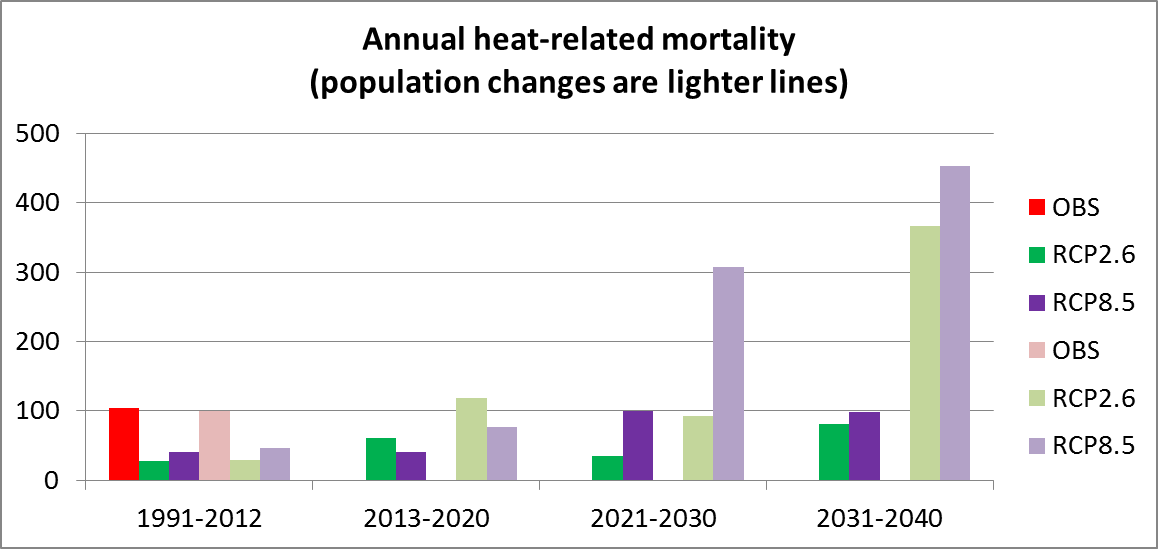 Annual heat-related mortality
(population changes are lighter lines)
500
400
300
200
100
0
1991-2012
2013-2020
2021-2030
2031-2040
OBS
RCP2.6
RCP8.5
OBS
RCP2.6
RCP8.5